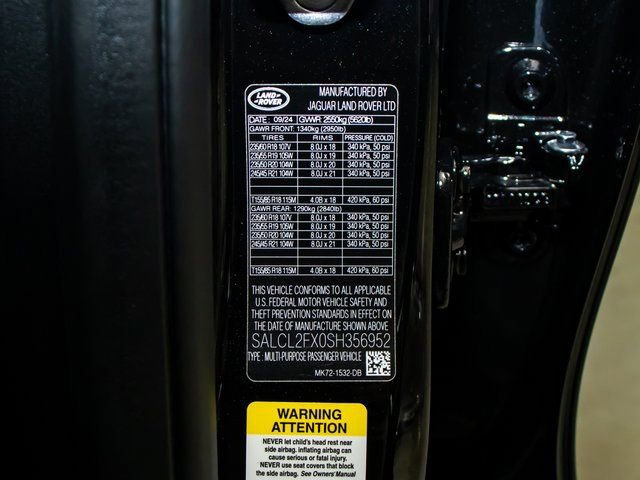 LAND ROVER
MANUFACTURED BY
JAGUAR LAND ROVER LTD
DATE : 09/24 GVWR: 2550kg (5620lb)
GAWR FRONT: 1340kg (2950lb)
TIRES RIMS PRESSURE (COLD)
235/60 R18 107V 8.0J x 18 340 kPa, 50 psi
235/55 R19 105W 8.0J x 19 340 kPa, 50 psi
235/50 R20 104W 8.0J x 20 340 kPa, 50 psi
245/45 R21 104W 8.0J x 21 340 kPa, 50 psi
T155/85 R18 115M 4.0B x 18 420 kPa, 60 psi
GAWR REAR: 1290kg (2840lb)
235/60 R18 107V 8.0J x 18 340 kPa, 50 psi
235/55 R19 105W 8.0J x 19 340 kPa, 50 psi
235/50 R20 104W 8.0J x 20 340 kPa, 50 psi
245/45 R21 104W 8.0J x 21 340 kPa, 50 psi
T155/85 R18 115M 4.0B x 18 420 kPa, 60 psi
THIS VEHICLE CONFORMS TO ALL APPLICABLE
U.S. FEDERAL MOTOR VEHICLE SAFETY AND
THEFT PREVENTION STANDARDS IN EFFECT ON
THE DATE OF MANUFACTURE SHOWN ABOVE
SALCL2FX0SH356952
TYPE : MULTI-PURPOSE PASSENGER VEHICLE
MK72-1532-DB
WARNING
ATTENTION
NEVER let child's head rest near
side airbag. inflating airbag can
cause serious or fatal injury.
NEVER use seat covers that block
the side airbag. See Owners Manual